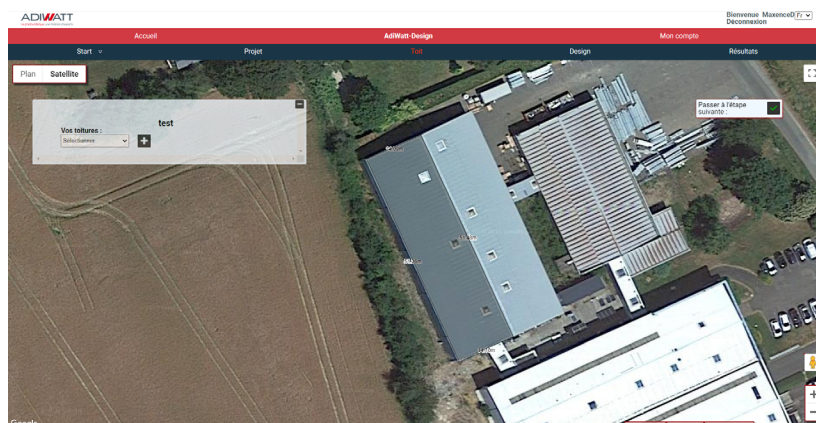 ADIWATT
Bienvenue MaxenceD
Déconnexion
Accueil
AdiWatt-Design
Mon compte
Start
Projet
Toit
Design
Résultats
Plan
Satellite
test
Vos toitures :
Sélectionner
Passer à l'étape
suivante :
Google